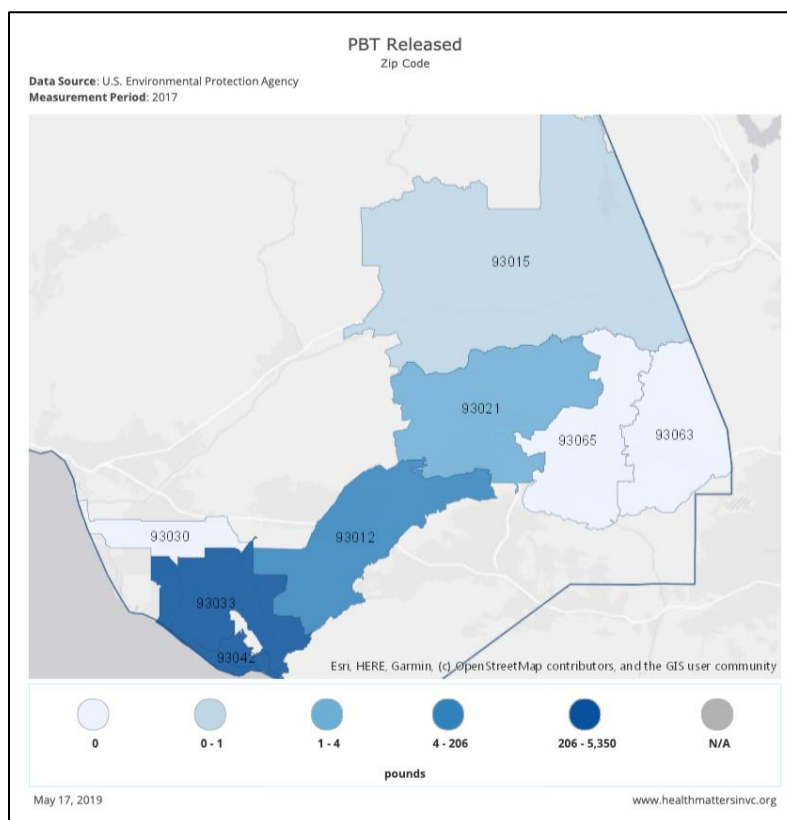 PBT Released
Zip Code
Data Source: U.S. Environmental Protection Agency
Measurement Period: 2017
93015
93021
93065
93063
93012
93030
93033
93042
Esri, HERE, Garmin, (c) OpenStreetMap contributors, and the GIS user community
0
0 - 1
1 - 4
4 - 206
206 - 5,350
N/A
pounds
May 17, 2019
www.healthmattersinvc.org